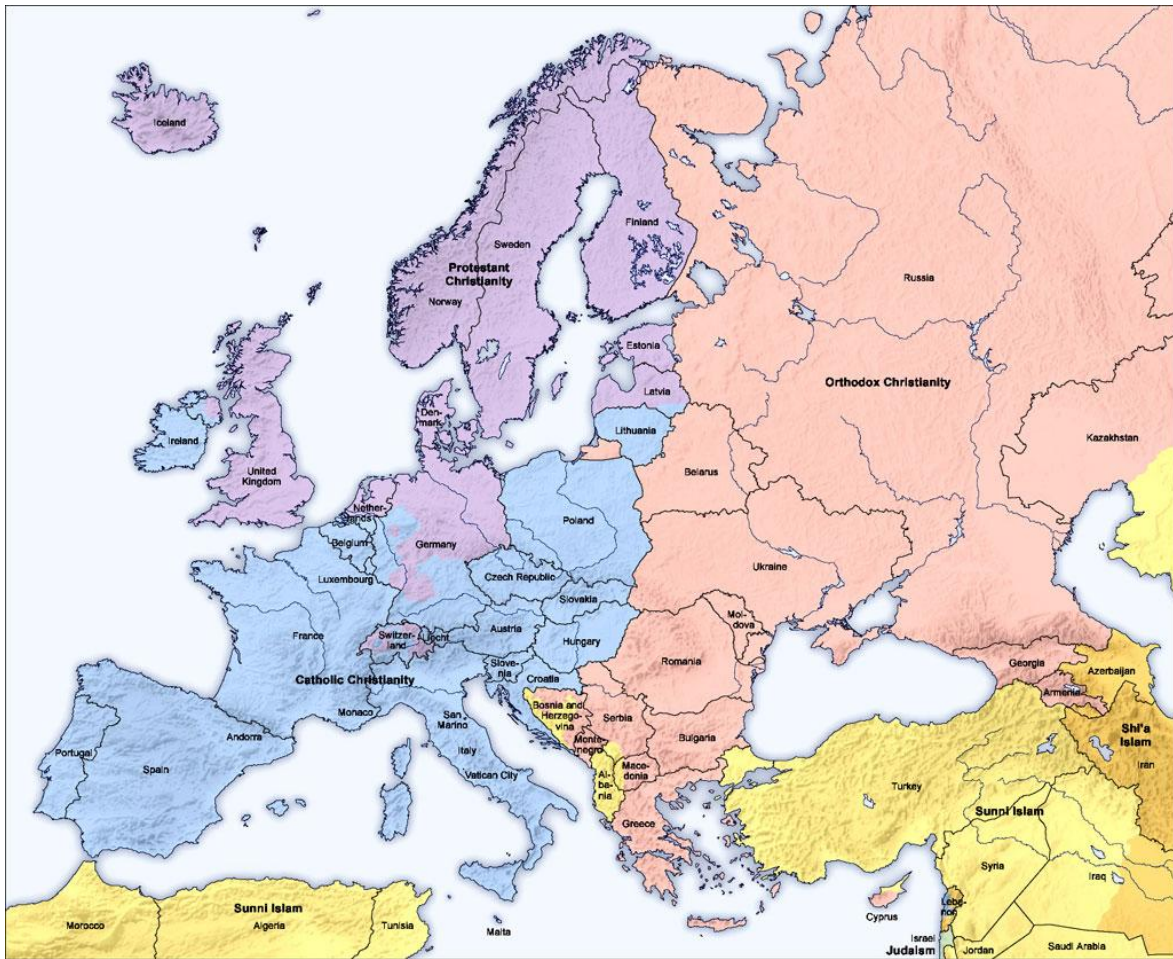 Iceland
Finland
Sweden
Protestant
Christianity
Norway
Russia
Estonia
Latvia
Orthodox Christianity
Den-
mark
Lithuania
Ireland
Kazakhstan
United
Kingdom
Belarus
Nether-
lands
Poland
Belgium
Germany
Ukraine
Luxembourg
Czech Republic
Slovakia
Mol-
dova
France
Switzer-
land
Liecht
Austria
Hungary
Romania
Georgia
Azerbaijan
Slove-
nia
Croatia
Catholic Christianity
Armenia
Bosnia and
Herzego-
vina
Serbia
Monaco
San
Marino
Andorra
Italy
Monte-
negro
Bulgaria
Shi'a
Islam
Iran
Portugal
Spain
Vatican City
Al-
ba-
nia
Mace-
donia
Turkey
Sunni Islam
Greece
Syria
Iraq
Leba-
non
Cyprus
Sunni Islam
Morocco
Algeria
Tunisia
Malta
Israel
Judaism
Jordan
Saudi Arabia